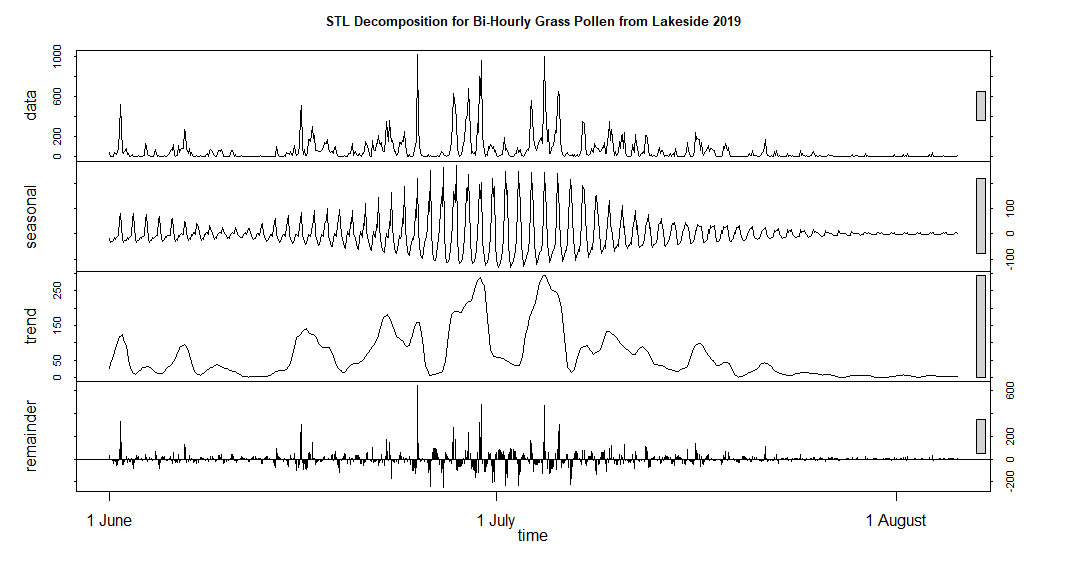 STL Decomposition for Bi-Hourly Grass Pollen from Lakeside 2019
data
0 200 600 1000
seasonal
-100 0 100
trend
0 50 150 250
remainder
-200 0 200 600
1 June 1 July 1 August
time